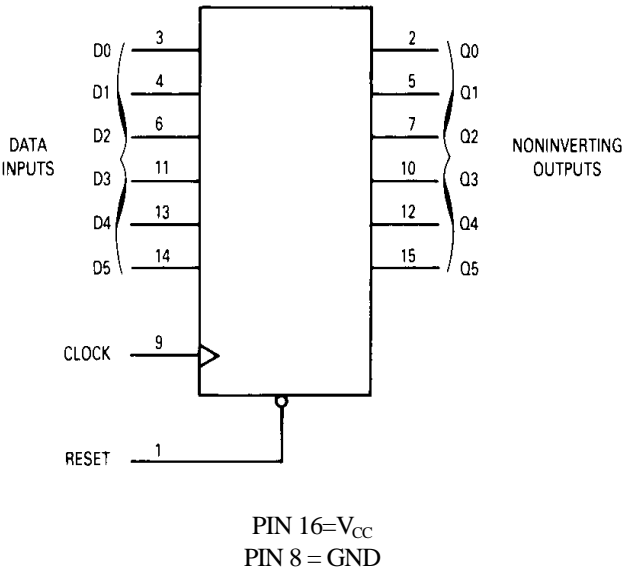 D0 3 2 Q0
D1 4 5 Q1
D2 6 7 Q2
DATA INPUTS
NONINVERTING OUTPUTS
D3 11 10 Q3
D4 13 12 Q4
D5 14 15 Q5
CLOCK 9
RESET 1
PIN 16=VCC
PIN 8 = GND